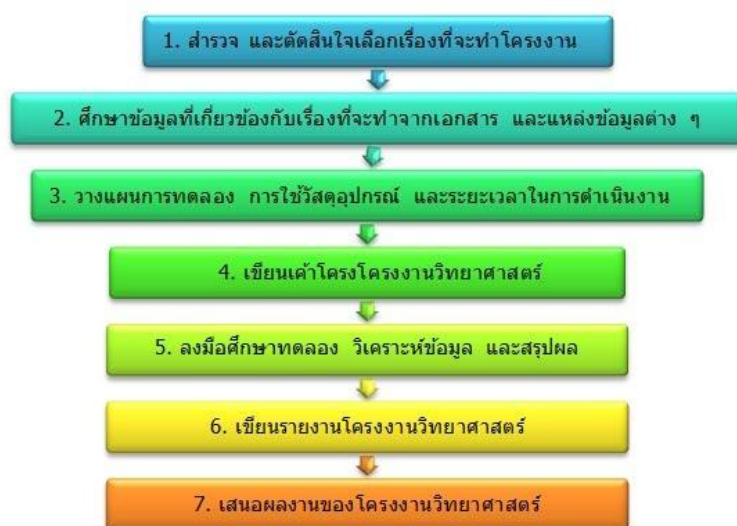 1. สำรวจ และตัดสินใจเลือกเรื่องที่จะทำโครงงาน
2. ศึกษาข้อมูลที่เกี่ยวข้องกับเรื่องที่จะทำจากเอกสาร และแหล่งข้อมูลต่าง ๆ
3. วางแผนการทดลอง การใช้วัสดุอุปกรณ์ และระยะเวลาในการดำเนินงาน
4. เขียนเค้าโครงโครงงานวิทยาศาสตร์
5. ลงมือศึกษาทดลอง วิเคราะห์ข้อมูล และสรุปผล
6. เขียนรายงานโครงงานวิทยาศาสตร์
7. เสนอผลงานของโครงงานวิทยาศาสตร์